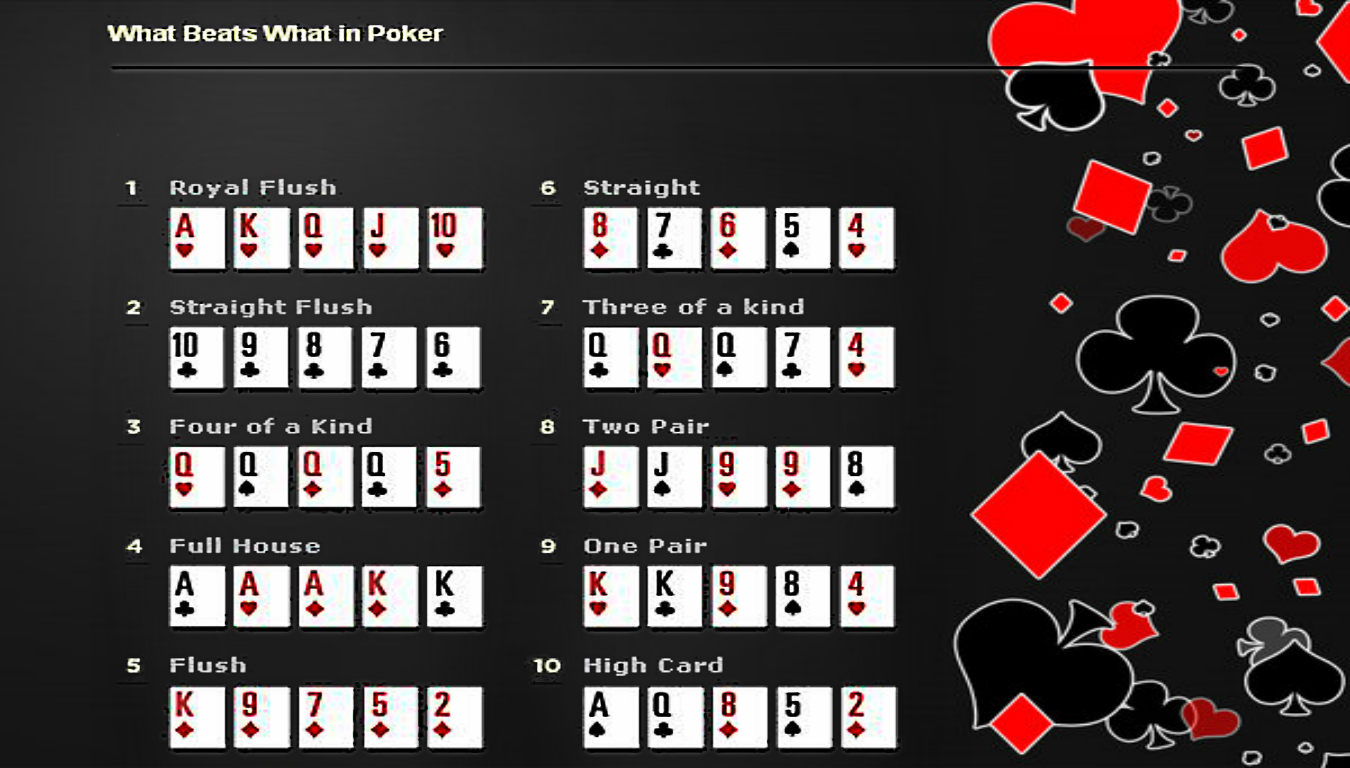 What Beats What in Poker
1 Royal Flush
A K Q J 10
2 Straight Flush
10 9 8 7 6
3 Four of a Kind
Q Q Q Q 5
4 Full House
A A A K K
5 Flush
K 9 7 5 2
6 Straight
8 7 6 5 4
7 Three of a kind
Q Q Q 7 4
8 Two Pair
J J 9 9 8
9 One Pair
K K 9 8 4
10 High Card
A Q 8 5 2